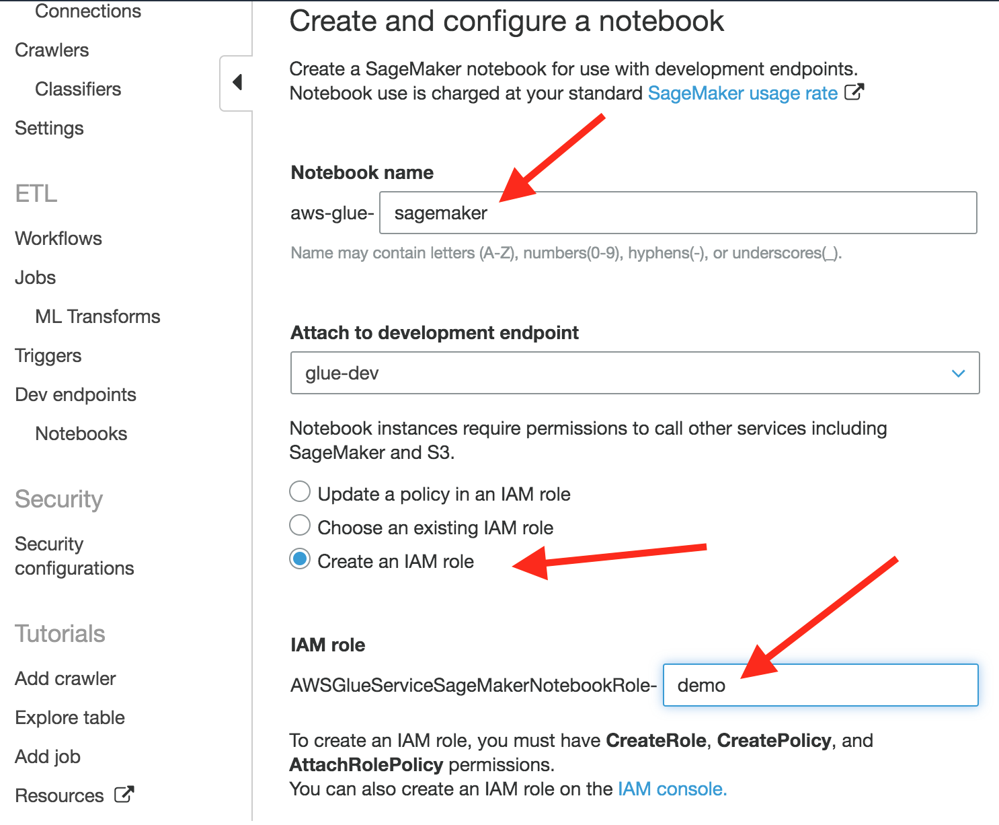 Connections
Crawlers
Classifiers
Settings
ETL
Workflows
Jobs
ML Transforms
Triggers
Dev endpoints
Notebooks
Security
Security
configurations
Tutorials
Add crawler
Explore table
Add job
Resources
Create and configure a notebook
Create a SageMaker notebook for use with development endpoints.
Notebook use is charged at your standard SageMaker usage rate
Notebook name
aws-glue- sagemaker
Name may contain letters (A-Z), numbers(0-9), hyphens(-), or underscores(_).
Attach to development endpoint
glue-dev
Notebook instances require permissions to call other services including
SageMaker and S3.
Update a policy in an IAM role
Choose an existing IAM role
Create an IAM role
IAM role
AWSGlueServiceSageMakerNotebookRole- demo
To create an IAM role, you must have CreateRole, CreatePolicy, and
AttachRolePolicy permissions.
You can also create an IAM role on the IAM console.